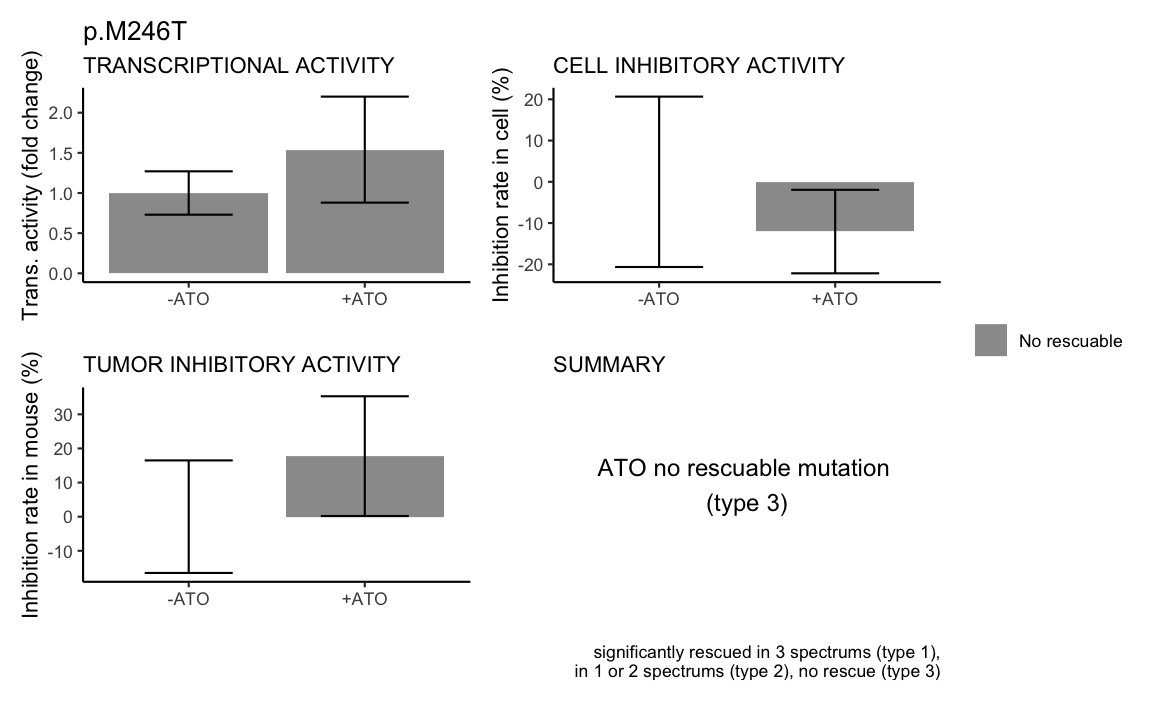 p.M246T
TRANSCRIPTIONAL ACTIVITY
Trans. activity (fold change)
2.0
1.5
1.0
0.5
0.0
-ATO
+ATO
CELL INHIBITORY ACTIVITY
Inhibition rate in cell (%)
20
10
0
-10
-20
-ATO
+ATO
No rescuable
TUMOR INHIBITORY ACTIVITY
Inhibition rate in mouse (%)
30
20
10
0
-10
-ATO
+ATO
SUMMARY
ATO no rescuable mutation
(type 3)
significantly rescued in 3 spectrums (type 1),
in 1 or 2 spectrums (type 2), no rescue (type 3)